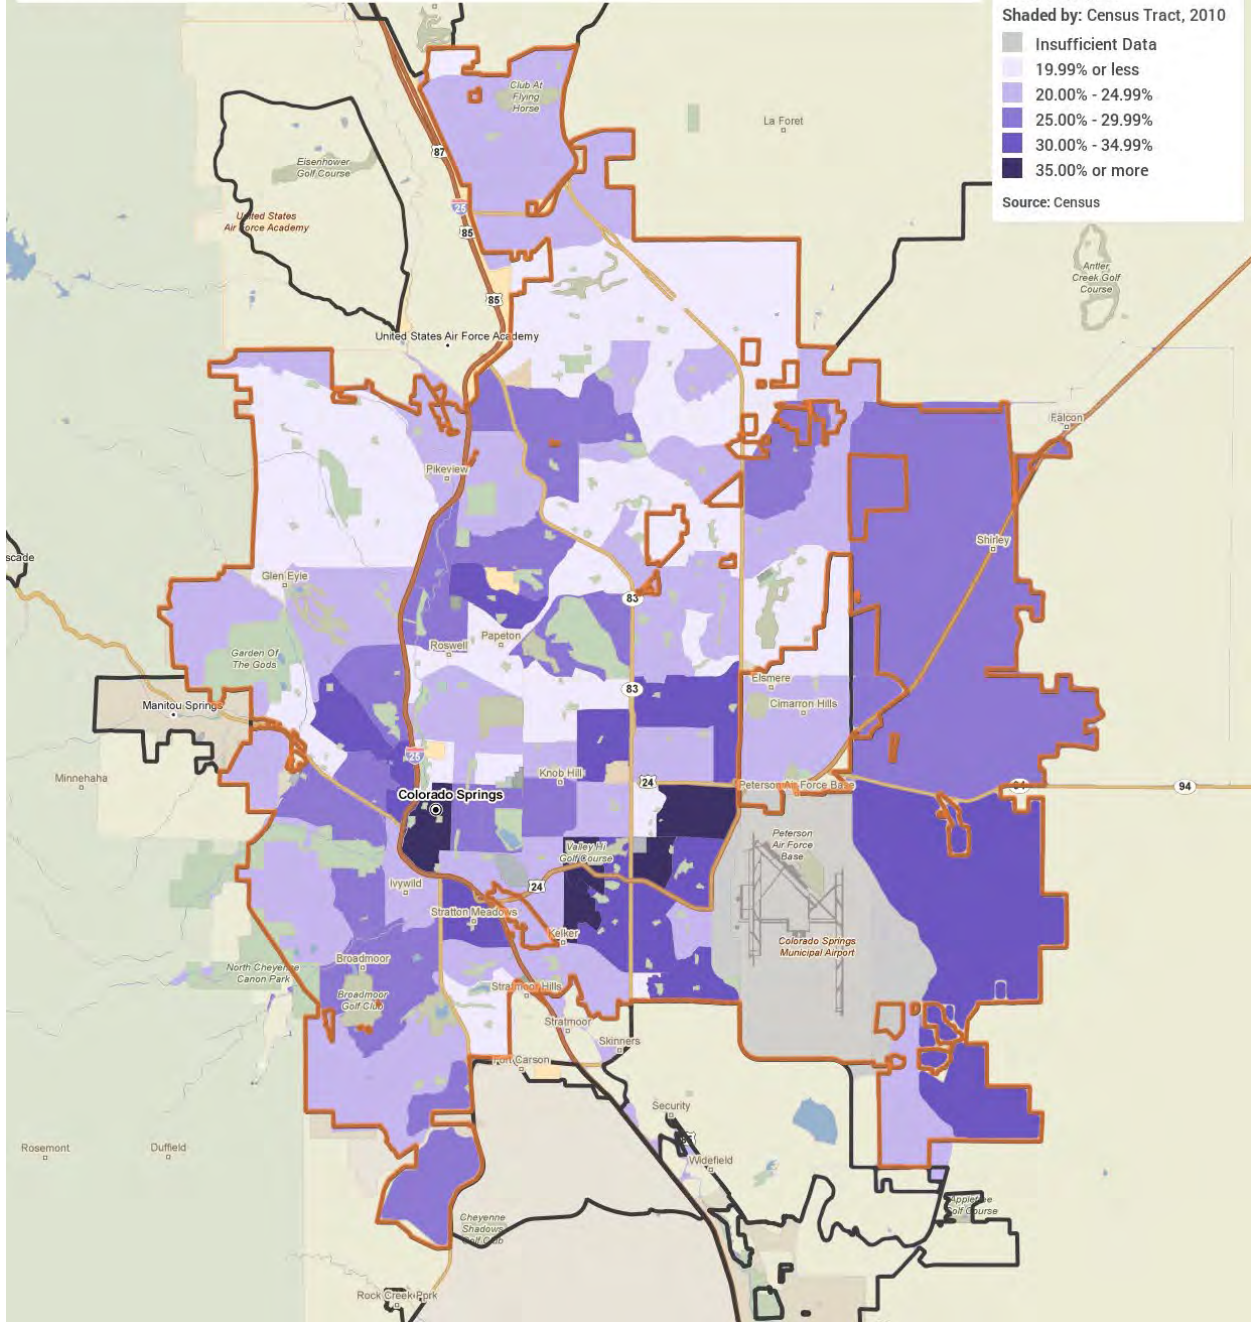 Shaded by: Census Tract, 2010
Insufficient Data
19.99% or less
20.00% - 24.99%
25.00% - 29.99%
30.00% - 34.99%
35.00% or more
Source: Census
Club At
Flying
Horse
La Foret
87
Eisenhower
Golf Course
25
United States
Air Force Academy
85
Antler
Creek Golf
Course
85
United States Air Force Academy
Falcon
Pikeview
Shirley
scade
Glen Eyle
83
Papeton
Roswell
Garden Of
The Gods
Elsmere
83
Manitou Springs
Cimarron Hills
25
Minnehaha
Knob Hill
24
Peterson Air Force Base
94
94
Colorado Springs
Peterson
Air Force
Base
Valley Hi
Golf Course
Ivywild
24
Stratton Meadows
Kelker
Colorado Springs
Municipal Airport
Broadmoor
North Cheyenne
Canon Park
Broadmoor
Golf Club
Stratmoor Hills
Stratmoor
Skinners
Fort Carson
Security
Rosemont
Duffield
Widefield
Appletree
Golf Course
Cheyenne
Shadows
Golf Club
Rock Creek Park